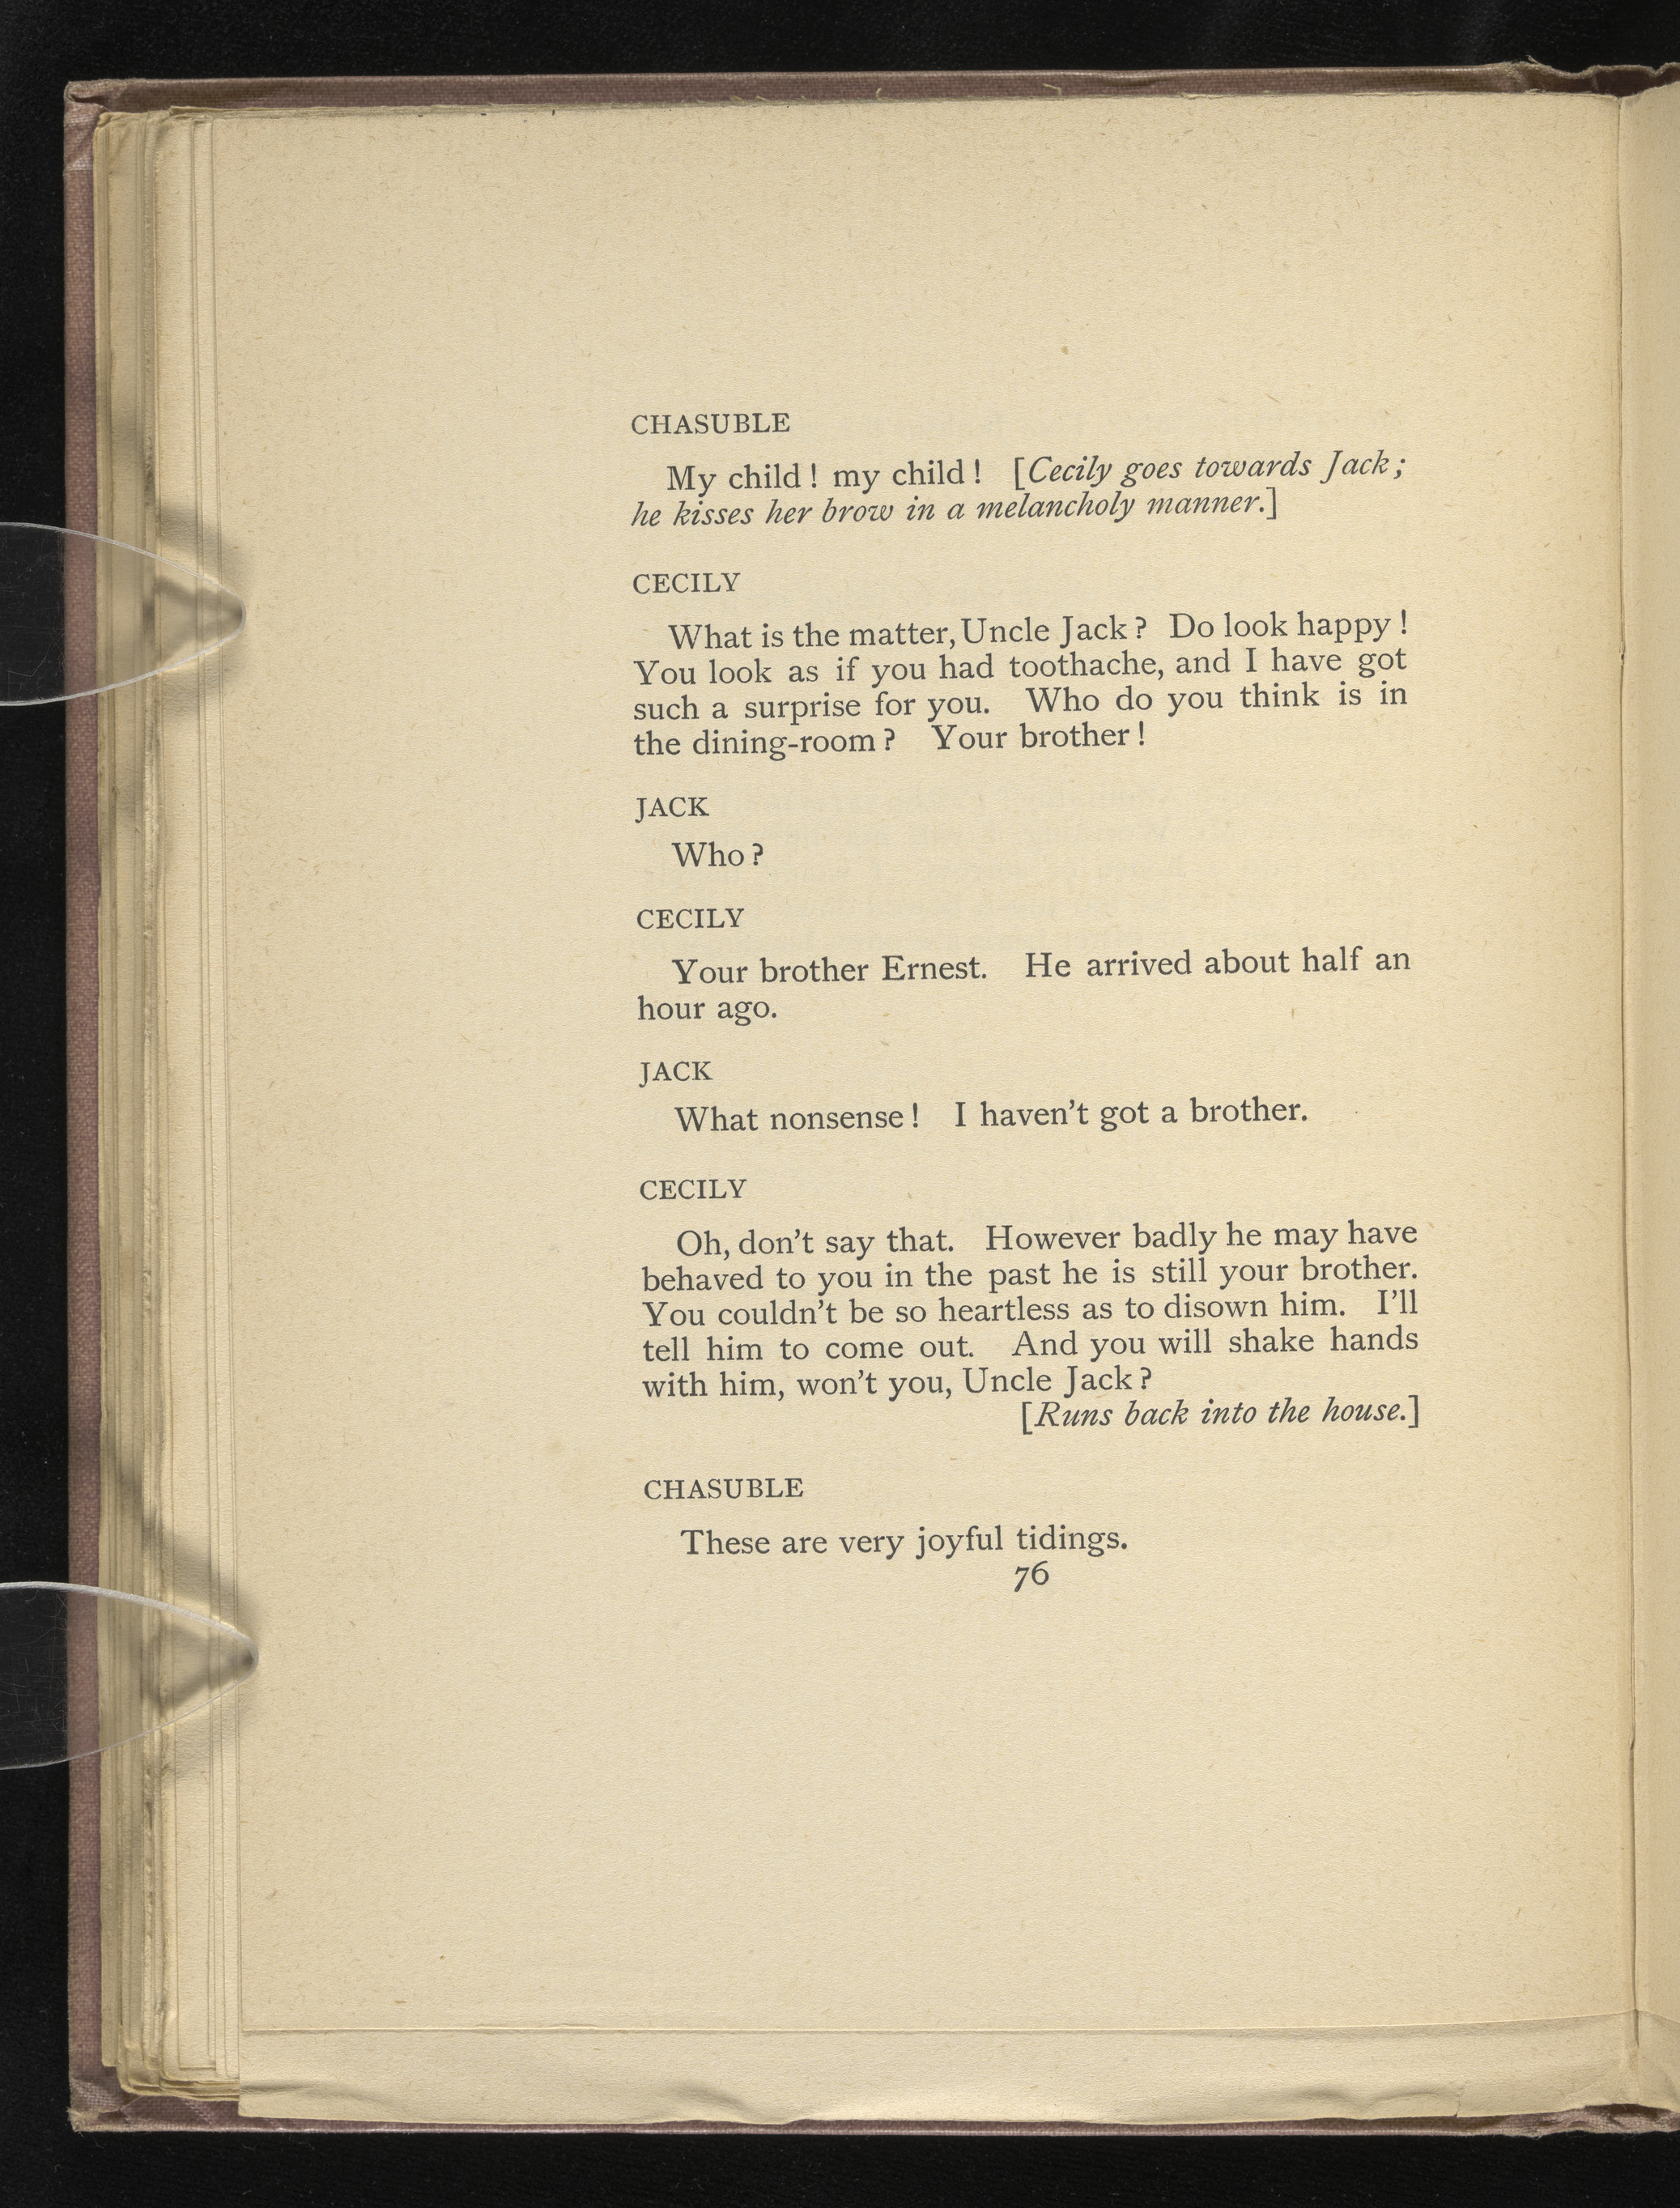 CHASUBLE
My child! my child! [Cecily goes towards Jack;
he kisses her brow in a melancholy manner.]
CECILY
What is the matter, Uncle Jack? Do look happy!
You look as if you had toothache, and I have got
such a surprise for you. Who do you think is in
the dining-room? Your brother!
JACK
Who?
CECILY
Your brother Ernest. He arrived about half an
hour ago.
JACK
What nonsense! I haven't got a brother.
CECILY
Oh, don't say that. However badly he may have
behaved to you in the past he is still your brother.
You couldn't be so heartless as to disown him. I'll
tell him to come out. And you will shake hands
with him, won't you, Uncle Jack?
[Runs back into the house.]
CHASUBLE
These are very joyful tidings.
76